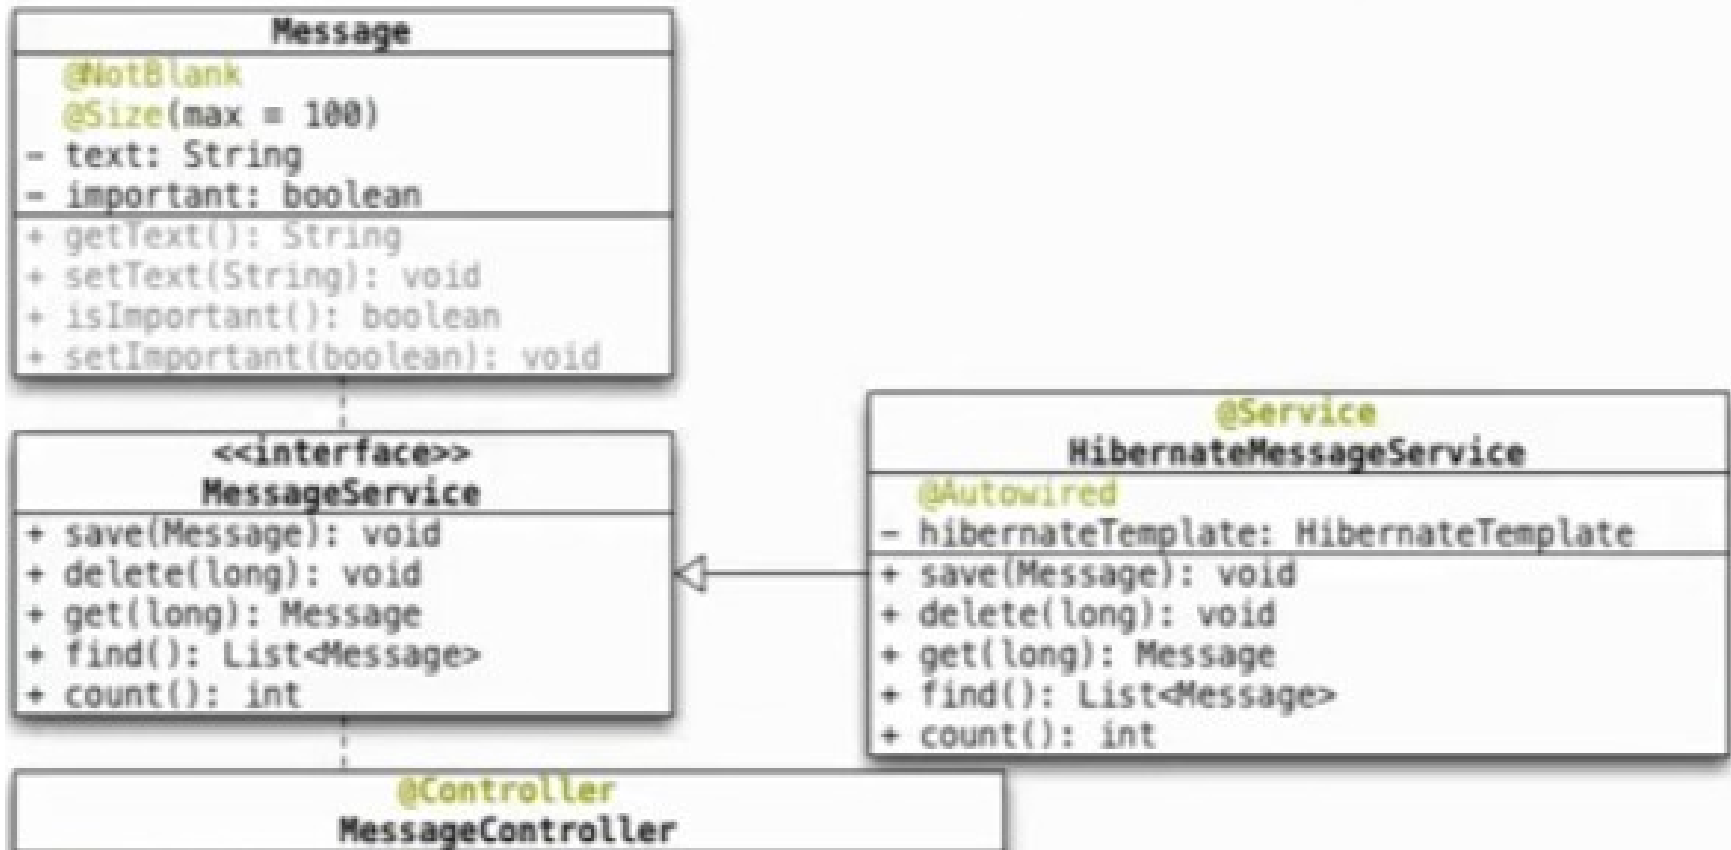 Message
@NotBlank
@Size(max = 100)
- text: String
- important: boolean
+ getText(): String
+ setText(String): void
+ isImportant(): boolean
+ setImportant(boolean): void
<<interface>>
MessageService
+ save(Message): void
+ delete(long): void
+ get(long): Message
+ find(): List<Message>
+ count(): int
@Service
HibernateMessageService
@Autowired
- hibernateTemplate: HibernateTemplate
+ save(Message): void
+ delete(long): void
+ get(long): Message
+ find(): List<Message>
+ count(): int
@Controller
MessageController